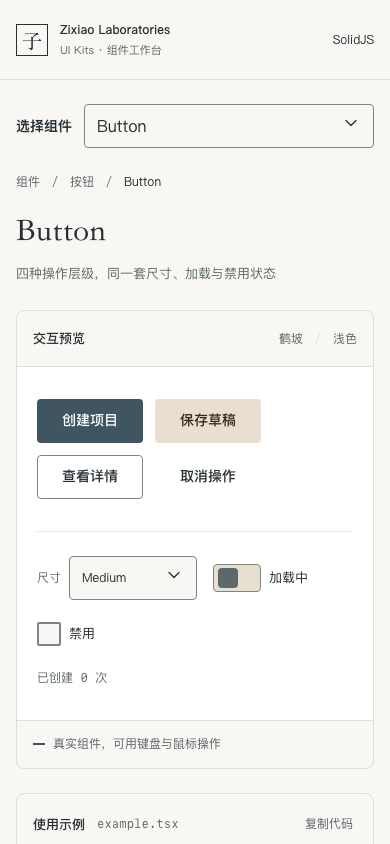 子
Zixiao Laboratories
UI Kits · 组件工作台
SolidJS
选择组件 Button
组件 / 按钮 / Button
Button
四种操作层级，同一套尺寸、加载与禁用状态
交互预览 鹤坡 / 浅色
创建项目 保存草稿
查看详情 取消操作
尺寸 Medium 加载中
禁用
已创建 0 次
真实组件，可用键盘与鼠标操作
使用示例 example.tsx 复制代码